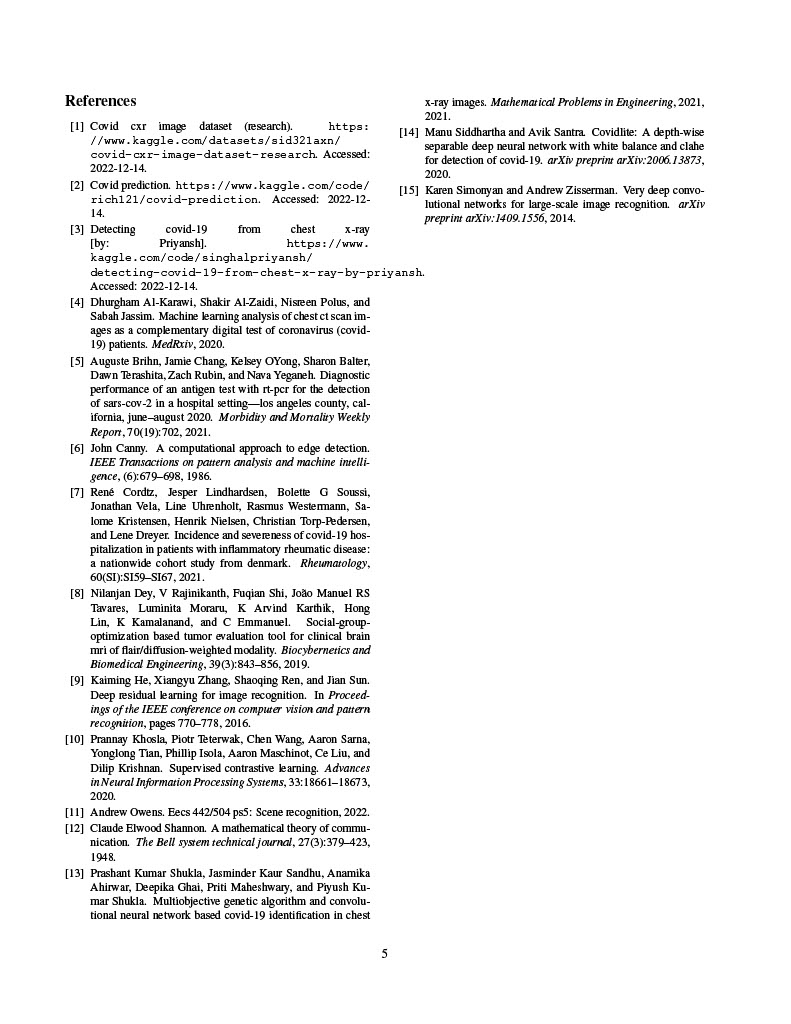 References
[1] Covid cxr image dataset (research). https:
//www.kaggle.com/datasets/sid321axn/
covid-cxr-image-dataset-research. Accessed:
2022-12-14.
[2] Covid prediction. https://www.kaggle.com/code/
rich121/covid-prediction. Accessed: 2022-12-
14.
[3] Detecting covid-19 from chest x-ray
[by: Priyansh]. https://www.
kaggle.com/code/singhalpriyansh/
detecting-covid-19-from-chest-x-ray-by-priyansh.
Accessed: 2022-12-14.
[4] Dhurgham Al-Karawi, Shakir Al-Zaidi, Nisreen Polus, and
Sabah Jassim. Machine learning analysis of chest ct scan im-
ages as a complementary digital test of coronavirus (covid-
19) patients. MedRxiv, 2020.
[5] Auguste Brihn, Jamie Chang, Kelsey OYong, Sharon Balter,
Dawn Terashita, Zach Rubin, and Nava Yeganeh. Diagnostic
performance of an antigen test with rt-pcr for the detection
of sars-cov-2 in a hospital setting—los angeles county, cal-
ifornia, june–august 2020. Morbidity and Mortality Weekly
Report, 70(19):702, 2021.
[6] John Canny. A computational approach to edge detection.
IEEE Transactions on pattern analysis and machine intelli-
gence, (6):679–698, 1986.
[7] René Cordtz, Jesper Lindhardsen, Bolette G Soussi,
Jonathan Vela, Line Uhrenholt, Rasmus Westermann, Sa-
lome Kristensen, Henrik Nielsen, Christian Torp-Pedersen,
and Lene Dreyer. Incidence and severeness of covid-19 hos-
pitalization in patients with inflammatory rheumatic disease:
a nationwide cohort study from denmark. Rheumatology,
60(SI):SI59–SI67, 2021.
[8] Nilanjan Dey, V Rajinikanth, Fuqian Shi, João Manuel RS
Tavares, Luminita Moraru, K Arvind Karthik, Hong
Lin, K Kamalanand, and C Emmanuel. Social-group-
optimization based tumor evaluation tool for clinical brain
mri of flair/diffusion-weighted modality. Biocybernetics and
Biomedical Engineering, 39(3):843–856, 2019.
[9] Kaiming He, Xiangyu Zhang, Shaoqing Ren, and Jian Sun.
Deep residual learning for image recognition. In Proceed-
ings of the IEEE conference on computer vision and pattern
recognition, pages 770–778, 2016.
[10] Prannay Khosla, Piotr Teterwak, Chen Wang, Aaron Sarna,
Yonglong Tian, Phillip Isola, Aaron Maschinot, Ce Liu, and
Dilip Krishnan. Supervised contrastive learning. Advances
in Neural Information Processing Systems, 33:18661–18673,
2020.
[11] Andrew Owens. Eecs 442/504 ps5: Scene recognition, 2022.
[12] Claude Elwood Shannon. A mathematical theory of commu-
nication. The Bell system technical journal, 27(3):379–423,
1948.
[13] Prashant Kumar Shukla, Jasminder Kaur Sandhu, Anamika
Ahirwar, Deepika Ghai, Priti Maheshwary, and Piyush Ku-
mar Shukla. Multiobjective genetic algorithm and convolu-
tional neural network based covid-19 identification in chest
x-ray images. Mathematical Problems in Engineering, 2021,
2021.
[14] Manu Siddhartha and Avik Santra. Covidlite: A depth-wise
separable deep neural network with white balance and clahe
for detection of covid-19. arXiv preprint arXiv:2006.13873,
2020.
[15] Karen Simonyan and Andrew Zisserman. Very deep convo-
lutional networks for large-scale image recognition. arXiv
preprint arXiv:1409.1556, 2014.
5